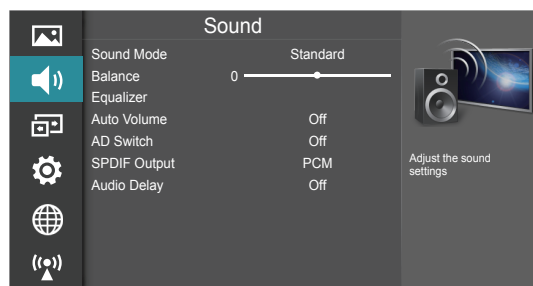 Sound
Sound Mode Standard
Balance 0
Equalizer
Auto Volume Off
AD Switch Off
SPDIF Output PCM
Audio Delay Off
Adjust the sound
settings